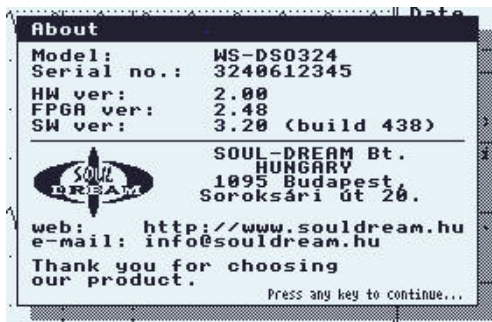 Date
About
Model: WS-DSO324
Serial no.: 3240612345
HW ver: 2.00
FPGA ver: 2.48
SW ver: 3.20 (build 438)
SOUL-DREAM Bt.
HUNGARY
1095 Budapest,
Soroksári út 20.
SOUL
DREAM
web: http://www.souldream.hu
e-mail: info@souldream.hu
Thank you for choosing
our product.
Press any key to continue...